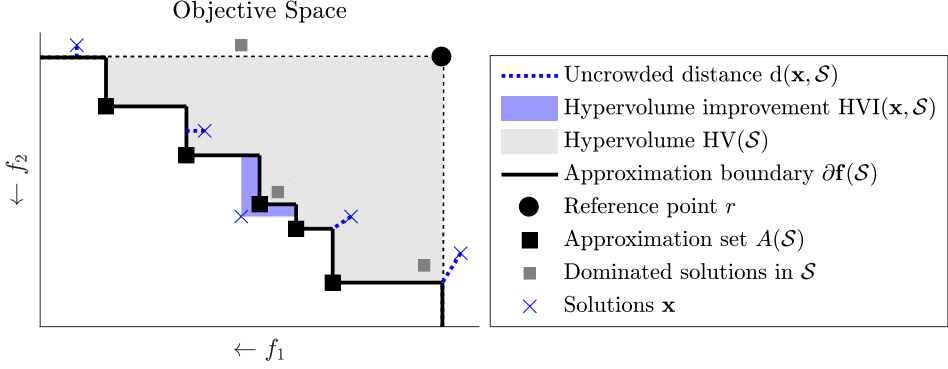 Objective Space
← f₂
← f₁
Uncrowded distance d(𝐱, 𝒮)
Hypervolume improvement HVI(𝐱, 𝒮)
Hypervolume HV(𝒮)
Approximation boundary ∂𝐟(𝒮)
Reference point r
Approximation set A(𝒮)
Dominated solutions in 𝒮
Solutions 𝐱